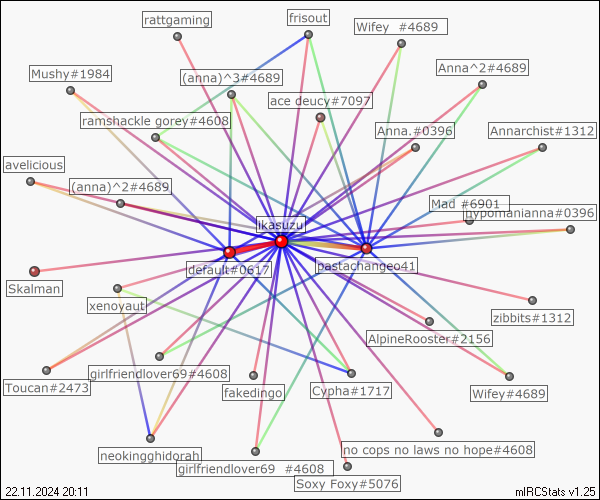 rattgaming
frisout
Wifey  #4689
Mushy#1984
(anna)^3#4689
Anna^2#4689
ace deucy#7097
ramshackle gorey#4608
Anna.#0396
Annarchist#1312
avelicious
(anna)^2#4689
Mad #6901
hypomanianna#0396
ikasuzu
default#0617
pastachangeo41
Skalman
xenoyaut
zibbits#1312
AlpineRooster#2156
Toucan#2473
girlfriendlover69#4608
fakedingo
Cypha#1717
Wifey#4689
neokingghidorah
no cops no laws no hope#4608
girlfriendlover69  #4608
Soxy Foxy#5076
22.11.2024 20:11
mIRCStats v1.25